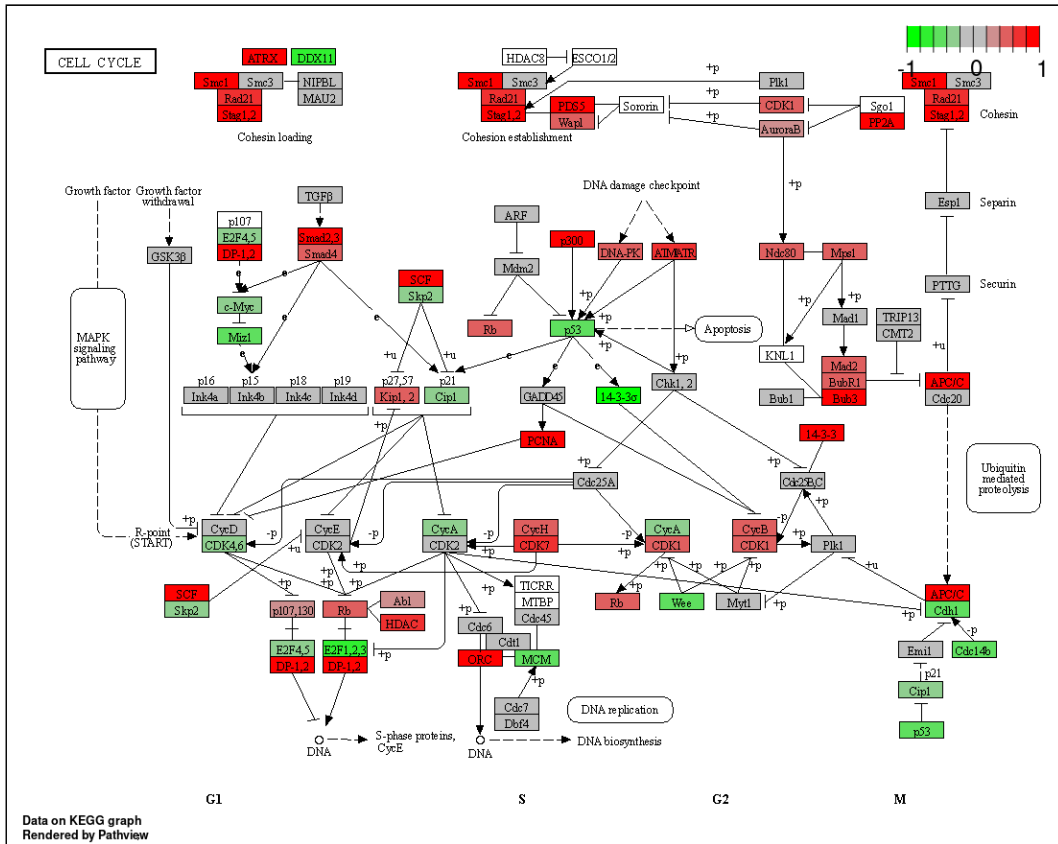 CELL CYCLE
ATRX DDX11
Smc1 Smc3 NIPBL
Rad21 MAU2
Stag1,2
Cohesin loading
HDAC8 ESCO1/2
Smc1 Smc3
Rad21 PDS5 Sororin
Stag1,2 Wapl
Cohesion establishment
+p
Plk1
+p
CDK1
+p
AuroraB
Sgo1
PP2A
-1 0 1
Smc1 Smc3
Rad21
Stag1,2
Cohesin
Growth factor
Growth factor
withdrawal
GSK3β
MAPK
signaling
pathway
p107
E2F4,5
DP-1,2
TGFβ
Smad2,3
Smad4
e
e
e
c-Myc
Miz1
e
SCF
Skp2
+u
+u
p16 p15 p18 p19
Ink4a Ink4b Ink4c Ink4d
p27,57 p21
Kip1, 2 Cip1
DNA damage checkpoint
ARF
p300
DNA-PK ATM/ATR
Mdm2
Rb
+p
+p
p53
Apoptosis
+p
+p
e
e
e
GADD45 14-3-3σ Chk1, 2
PCNA
+p
Ndc80 Mps1
+p
+p
Mad1
KNL1
TRIP13
CMT2
Mad2
BubR1
Bub3
Bub1
Esp1 Separin
PTTG Securin
+u
APC/C
Cdc20
14-3-3
Ubiquitin
mediated
proteolysis
+p
+p
+p
Cdc25A Cdc25B,C
+p
R-point
(START)
CycD
CDK4,6
-p
+u
CycE
CDK2
-p
CycA
CDK2
-p
+p
CycH
CDK7
-p
+p
CycA
CDK1
CycB
CDK1
-p
+p
Plk1
+u
+p
+p
+p
+p
+p
+p
+p
+p
SCF
Skp2
p107,130
Rb
Abl
HDAC
E2F4,5
DP-1,2
E2F1,2,3
DP-1,2
+p
TICRR
MTBP
Cdc45
Cdc6
Cdt1
ORC MCM
+p
Cdc7
Dbf4
Rb Wee Myt1
APC/C
Cdh1
-p
Emi1 Cdc14b
p21
Cip1
p53
DNA replication
DNA
S-phase proteins,
CycE
DNA
DNA biosynthesis
G1 S G2 M
Data on KEGG graph
Rendered by Pathview